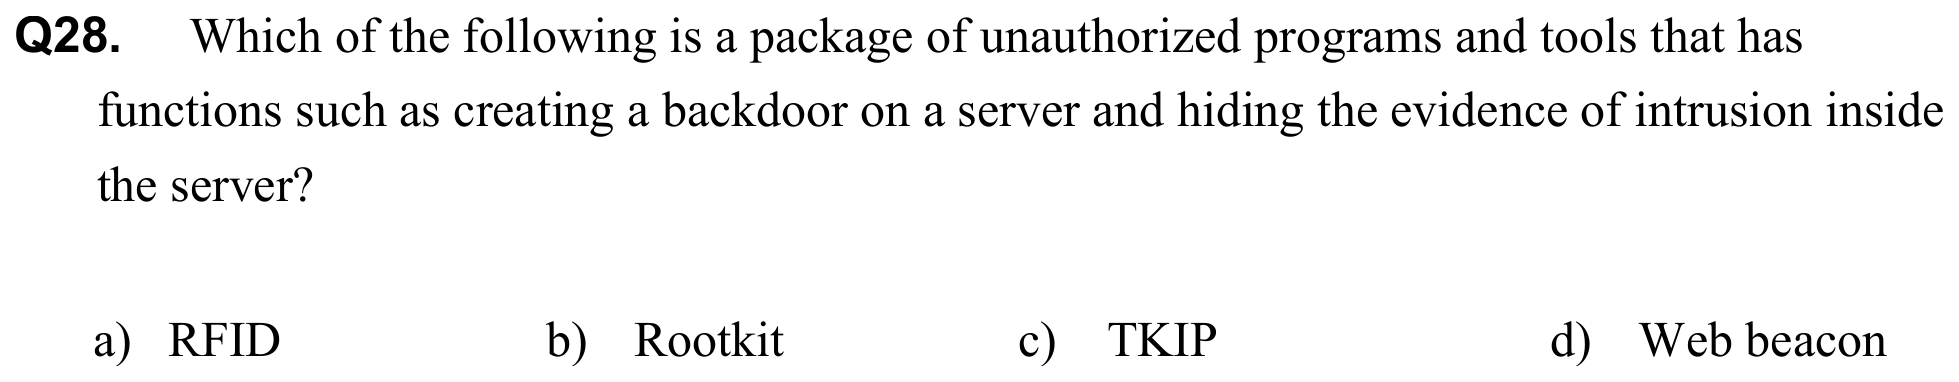 Q28. Which of the following is a package of unauthorized programs and tools that has
functions such as creating a backdoor on a server and hiding the evidence of intrusion inside
the server?
a) RFID b) Rootkit c) TKIP d) Web beacon